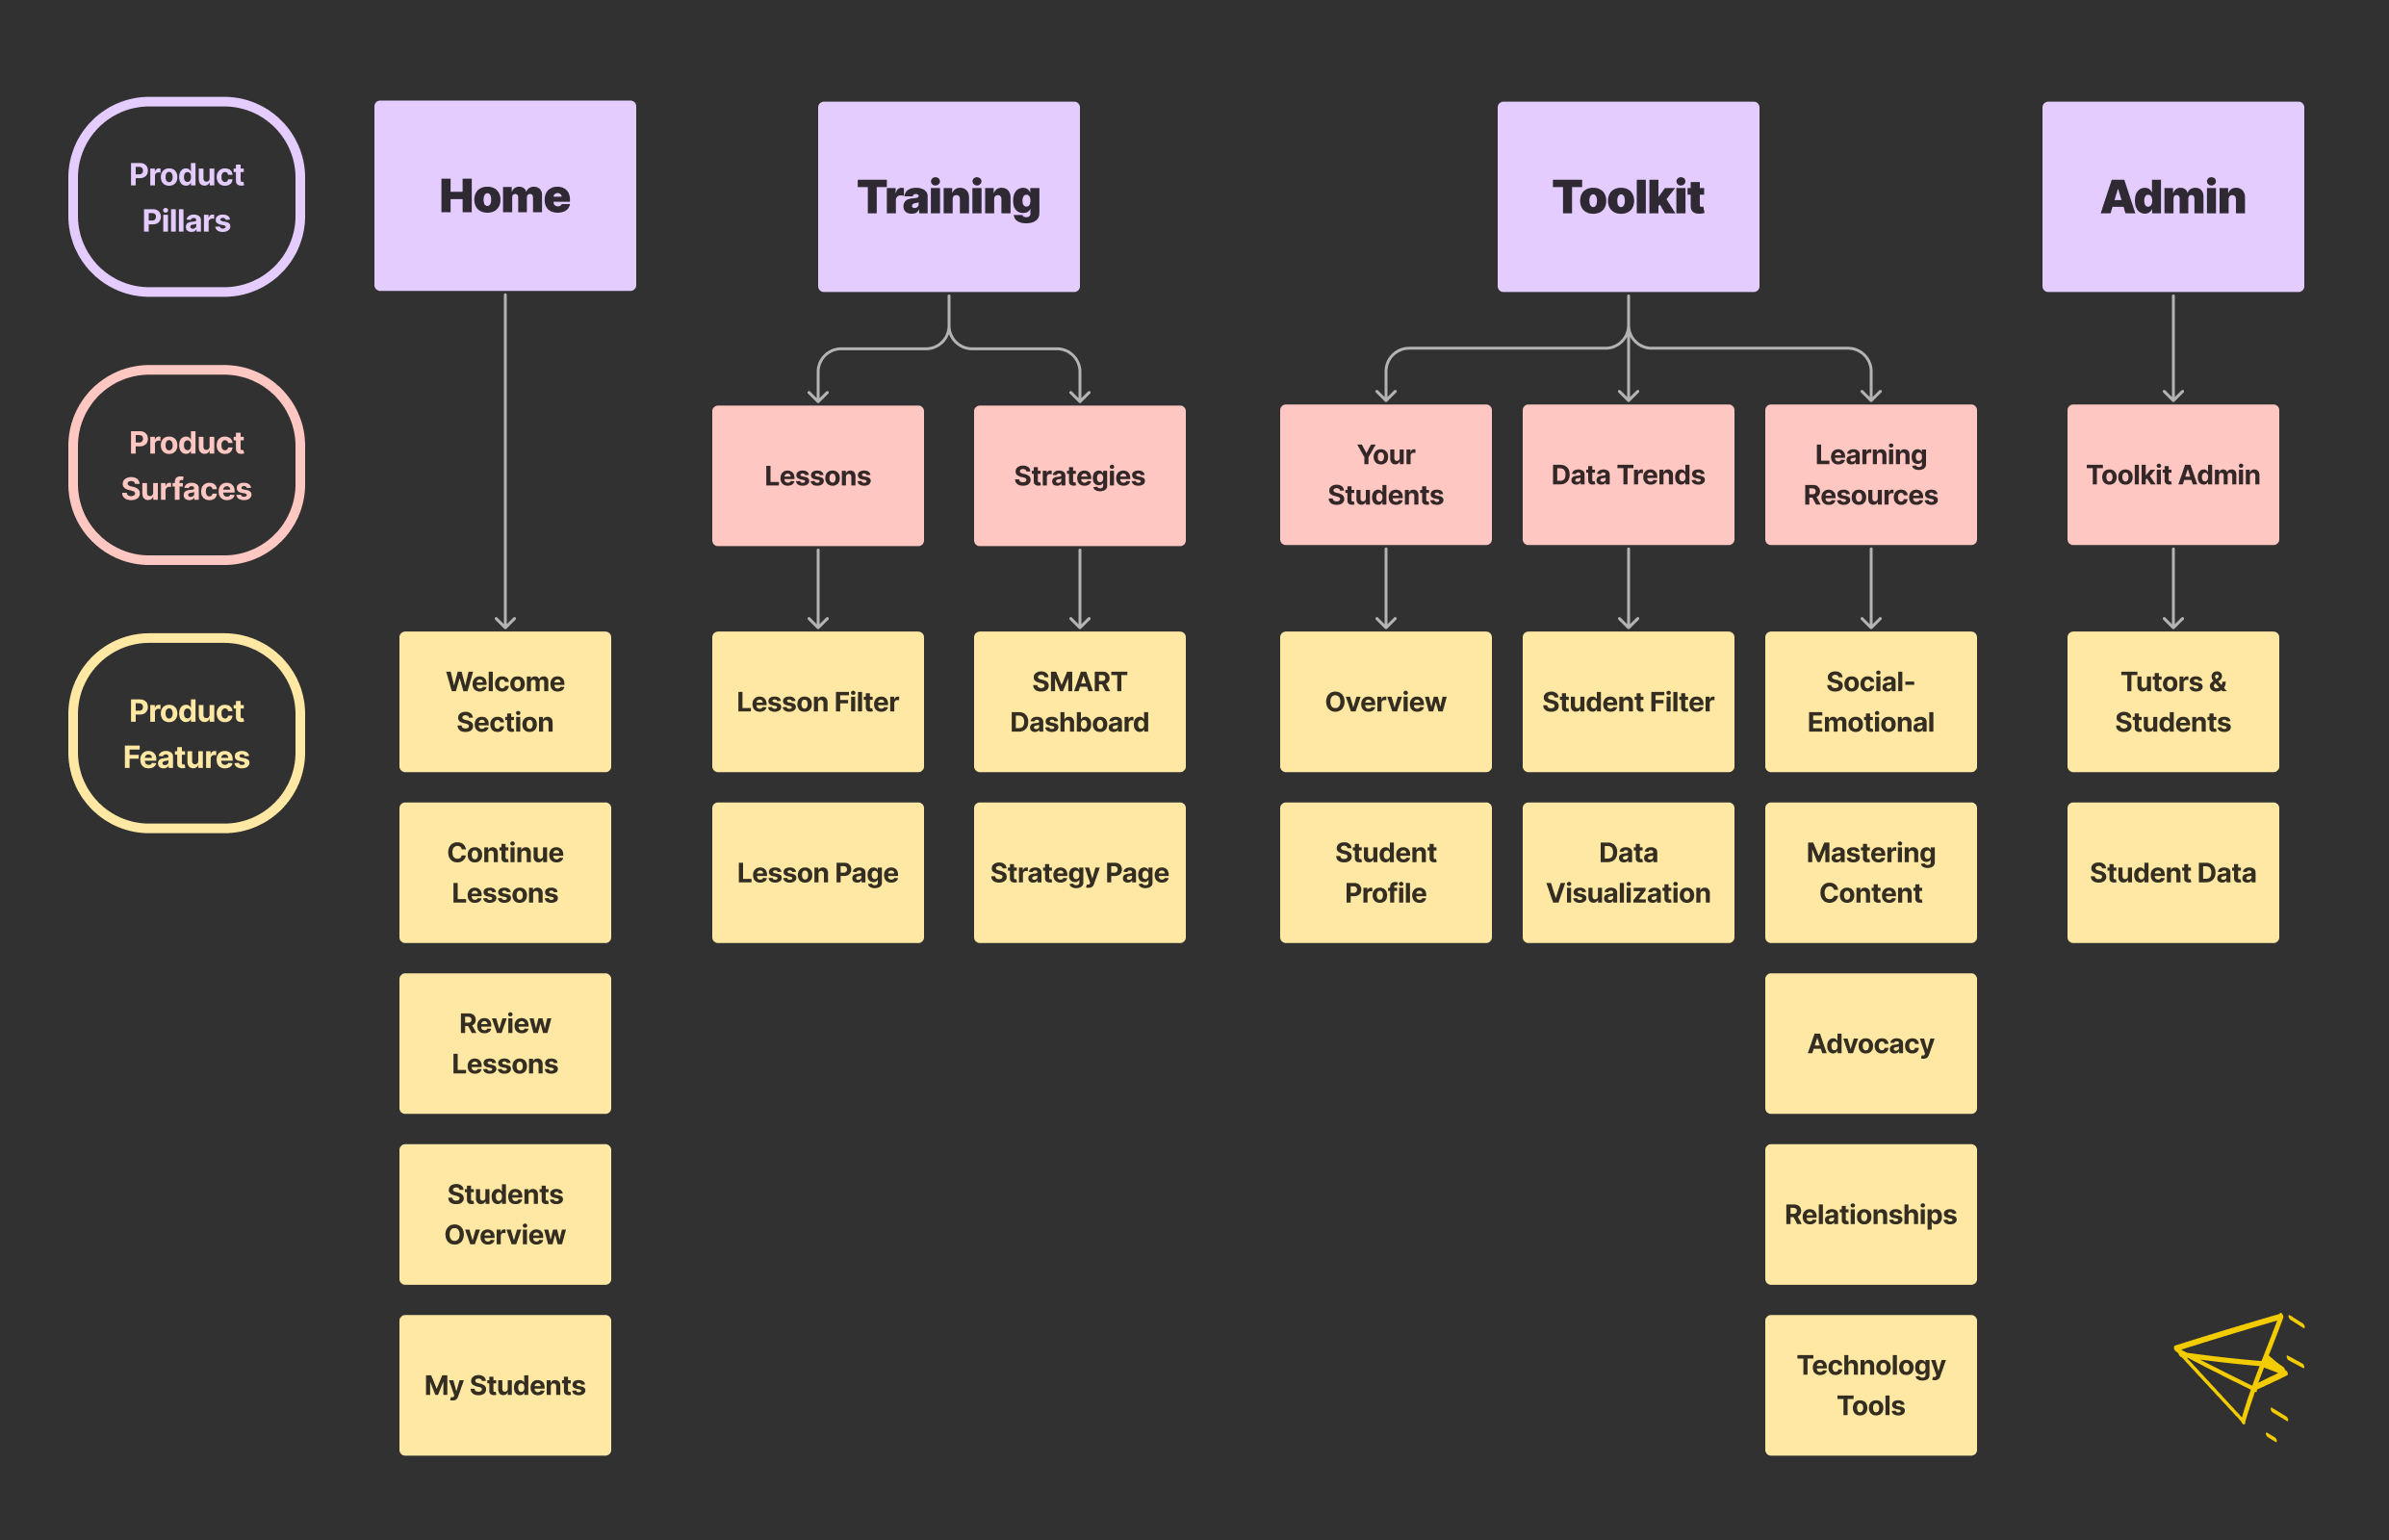 Product
Pillars
Home
Training
Toolkit
Admin
Product
Surfaces
Lessons
Strategies
Your
Students
Data Trends
Learning
Resources
Toolkit Admin
Product
Features
Welcome
Section
Lesson Filter
SMART
Dashboard
Overview
Student Filter
Social-
Emotional
Tutors &
Students
Continue
Lessons
Lesson Page
Strategy Page
Student
Profile
Data
Visualization
Mastering
Content
Student Data
Review
Lessons
Advocacy
Students
Overview
Relationships
My Students
Technology
Tools